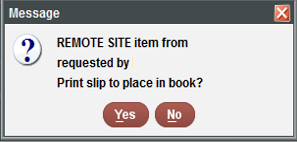 Message
REMOTE SITE item from
requested by
Print slip to place in book?
Yes No